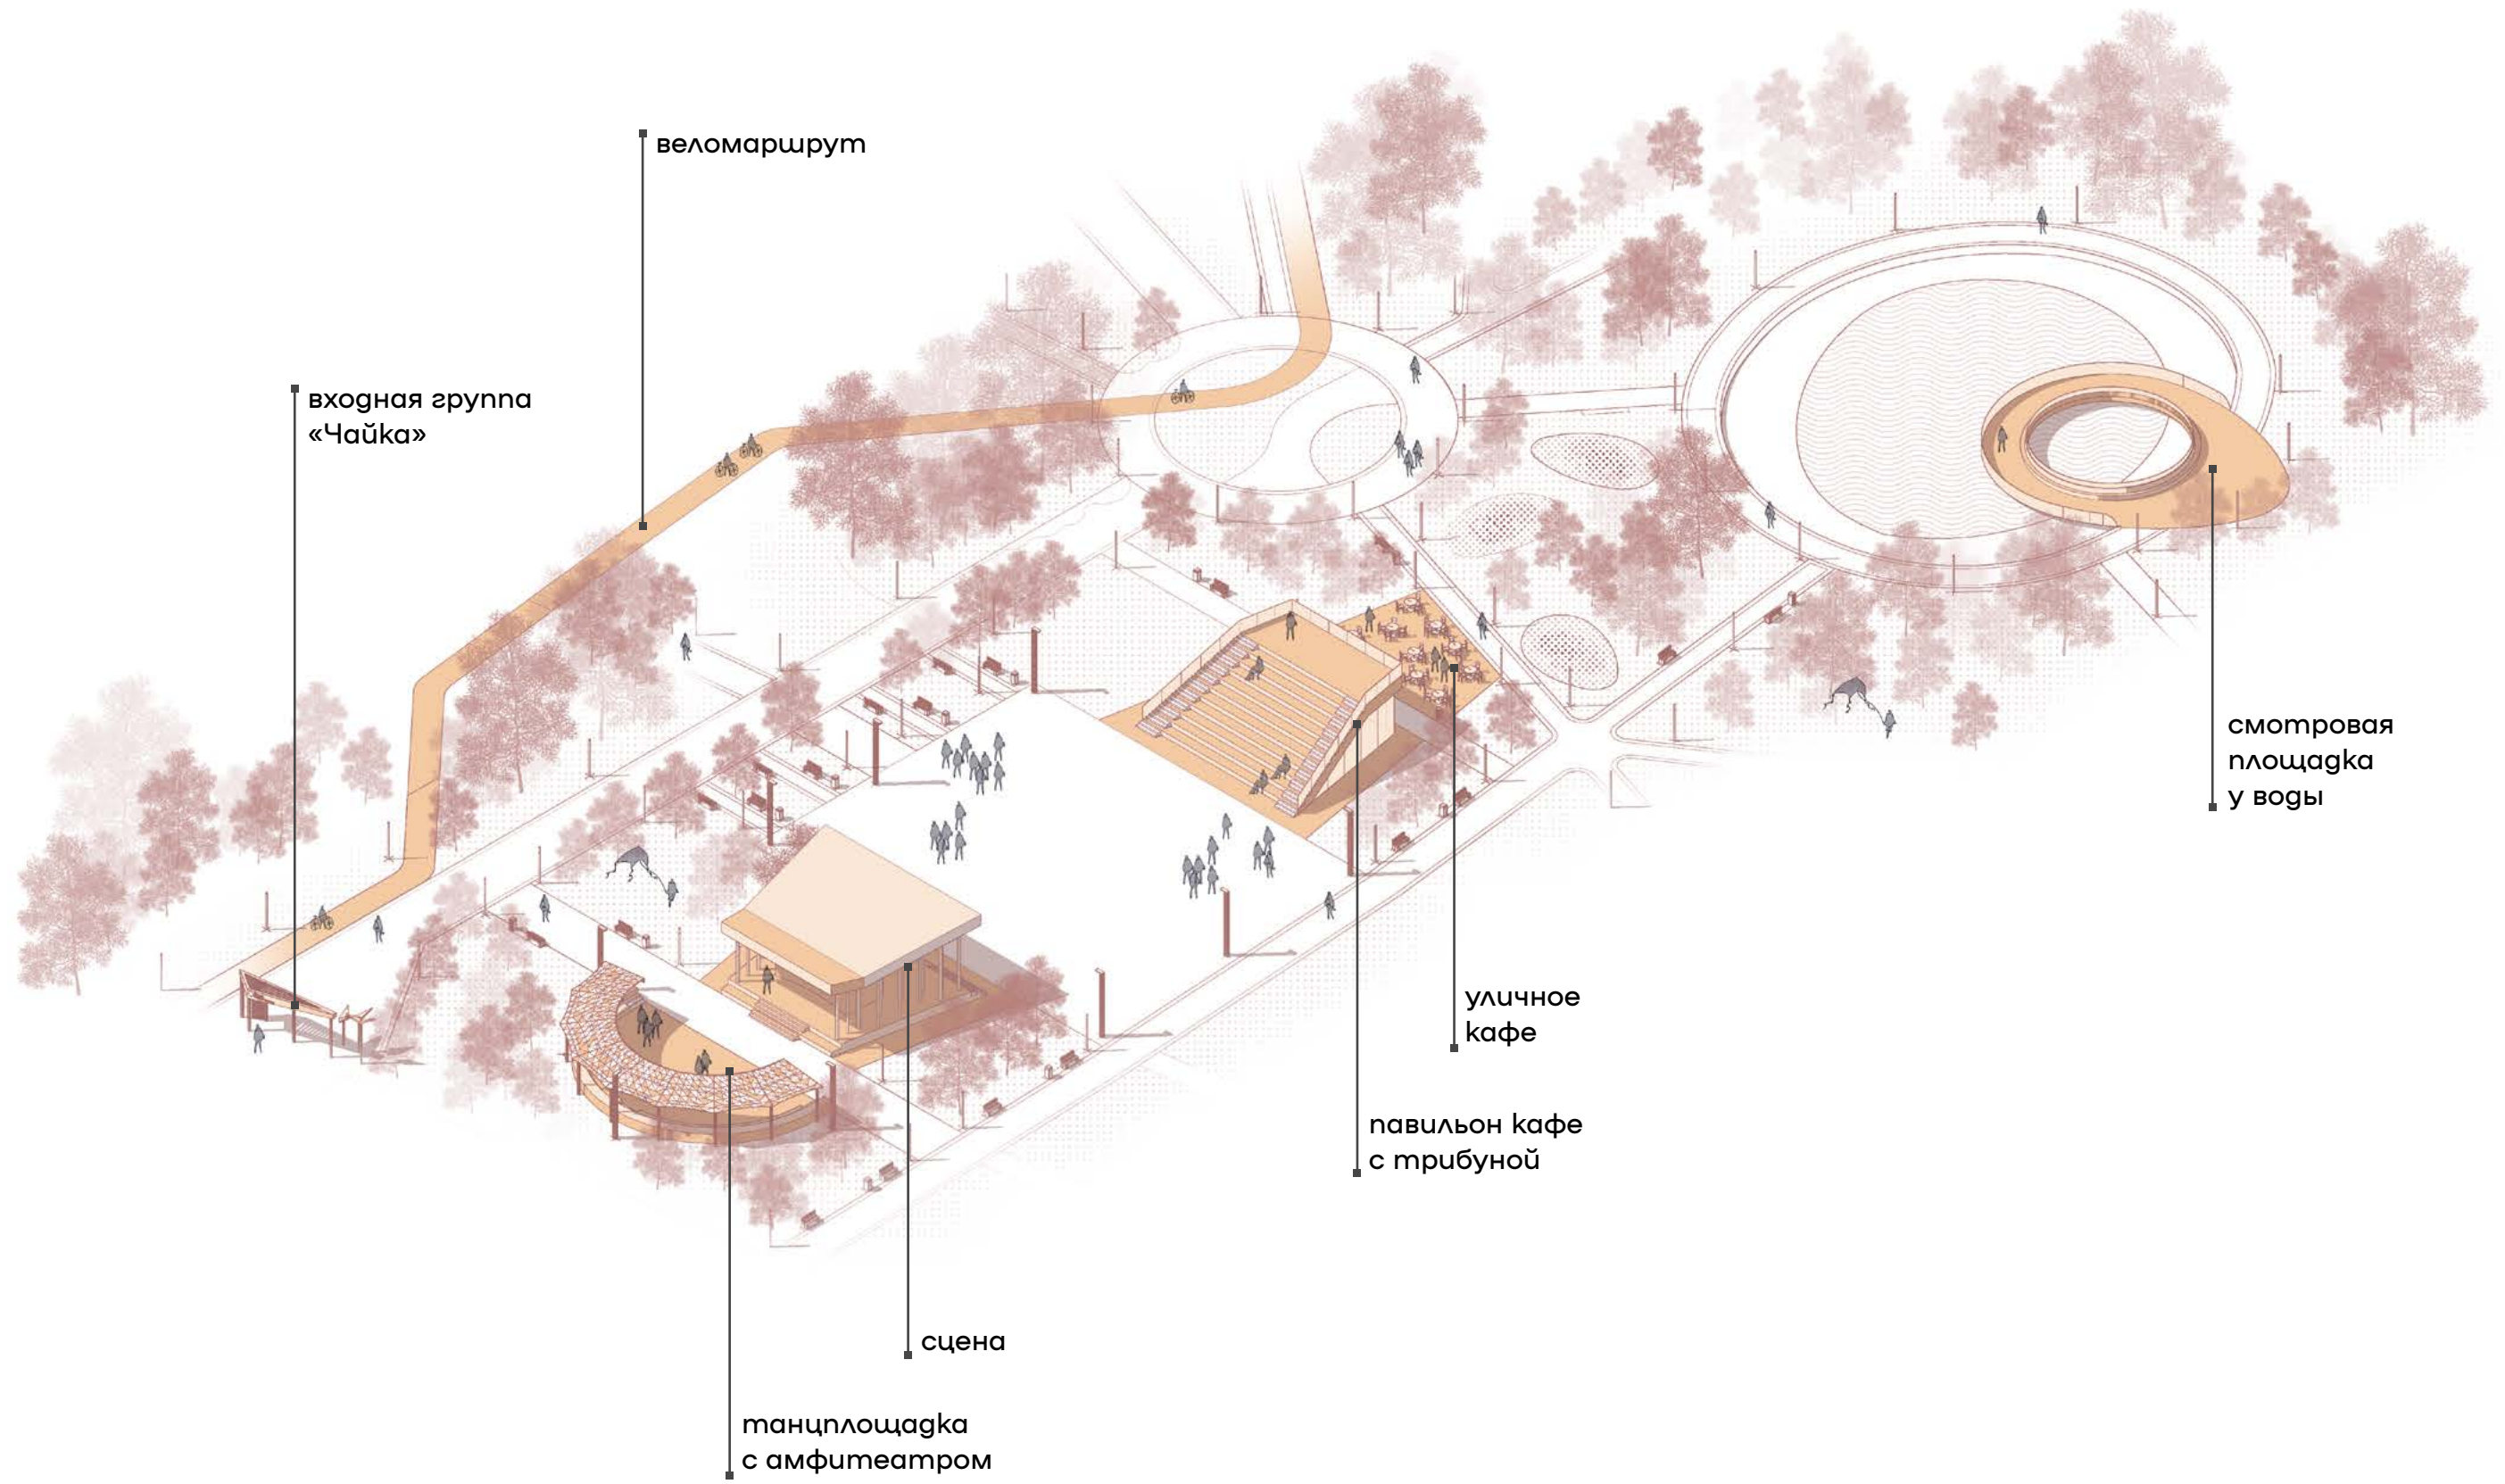 веломаршрут
входная группа
«Чайка»
смотровая
площадка
у воды
уличное
кафе
павильон кафе
с трибуной
сцена
танцплощадка
с амфитеатром